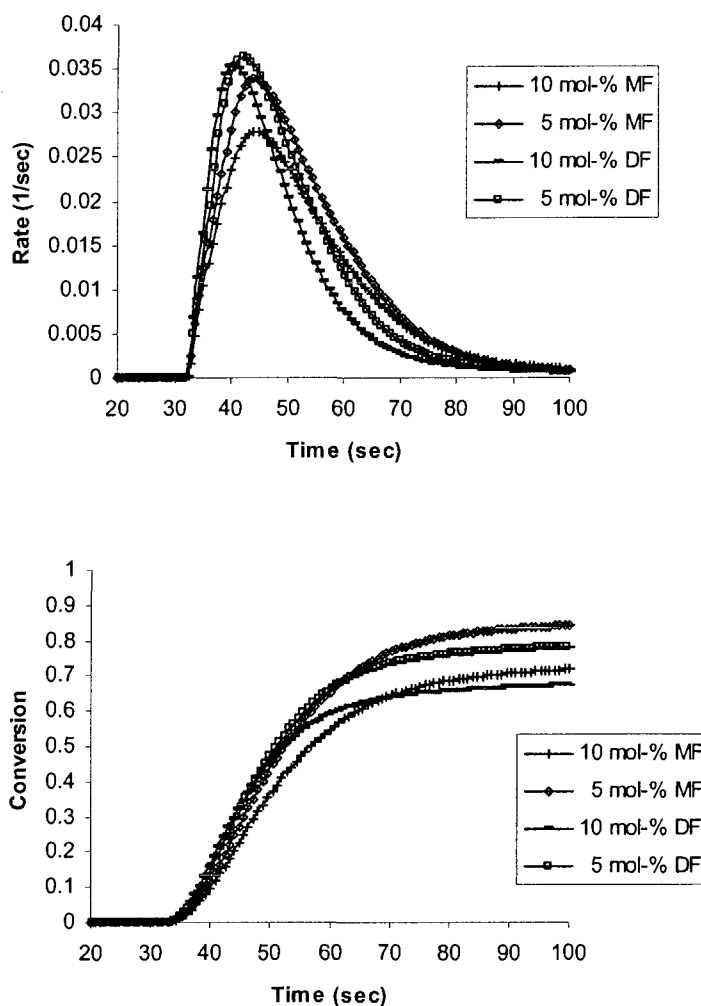 0.04
0.035
0.03
0.025
0.02
0.015
0.01
0.005
0
Rate (1/sec)
20 30 40 50 60 70 80 90 100
Time (sec)
10 mol-% MF
5 mol-% MF
10 mol-% DF
5 mol-% DF
1
0.9
0.8
0.7
0.6
0.5
0.4
0.3
0.2
0.1
0
Conversion
20 30 40 50 60 70 80 90 100
Time (sec)
10 mol-% MF
5 mol-% MF
10 mol-% DF
5 mol-% DF